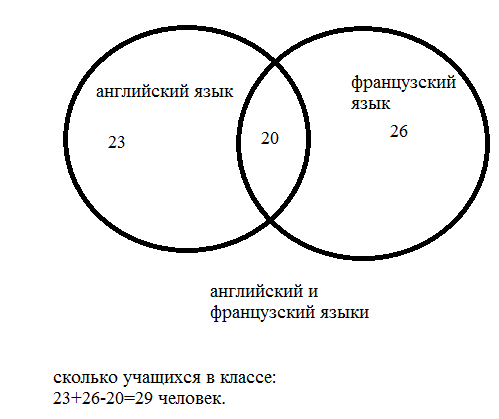 английский язык
французский
язык
23
20
26
английский и
французский языки
сколько учащихся в классе:
23+26-20=29 человек.